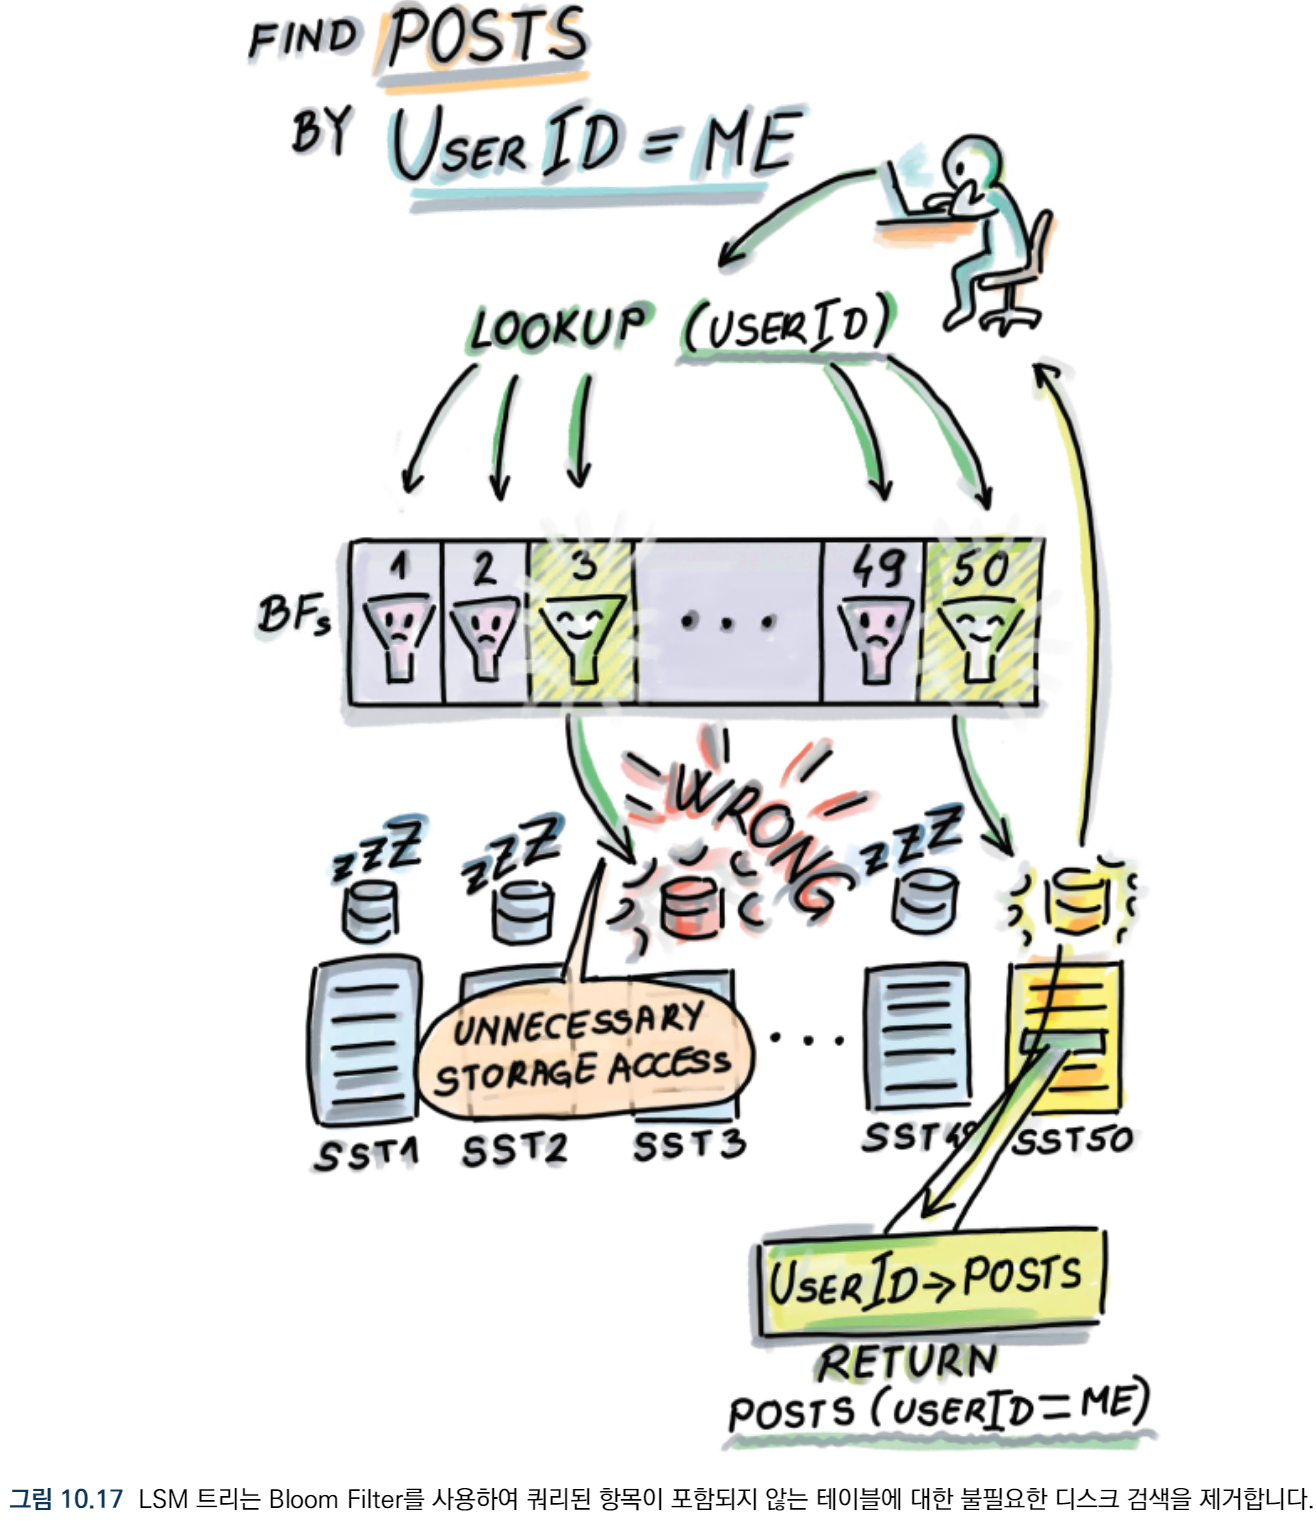 FIND POSTS
BY USER ID = ME
LOOKUP (USERID)
BFs
1 2 3 ... 49 50
WRONG
zzZ zzZ zzZ
UNNECESSARY
STORAGE ACCESS
...
SST1 SST2 SST3 SST49 SST50
USER ID → POSTS
RETURN
POSTS (USERID = ME)
그림 10.17 LSM 트리는 Bloom Filter를 사용하여 쿼리된 항목이 포함되지 않는 테이블에 대한 불필요한 디스크 검색을 제거합니다.